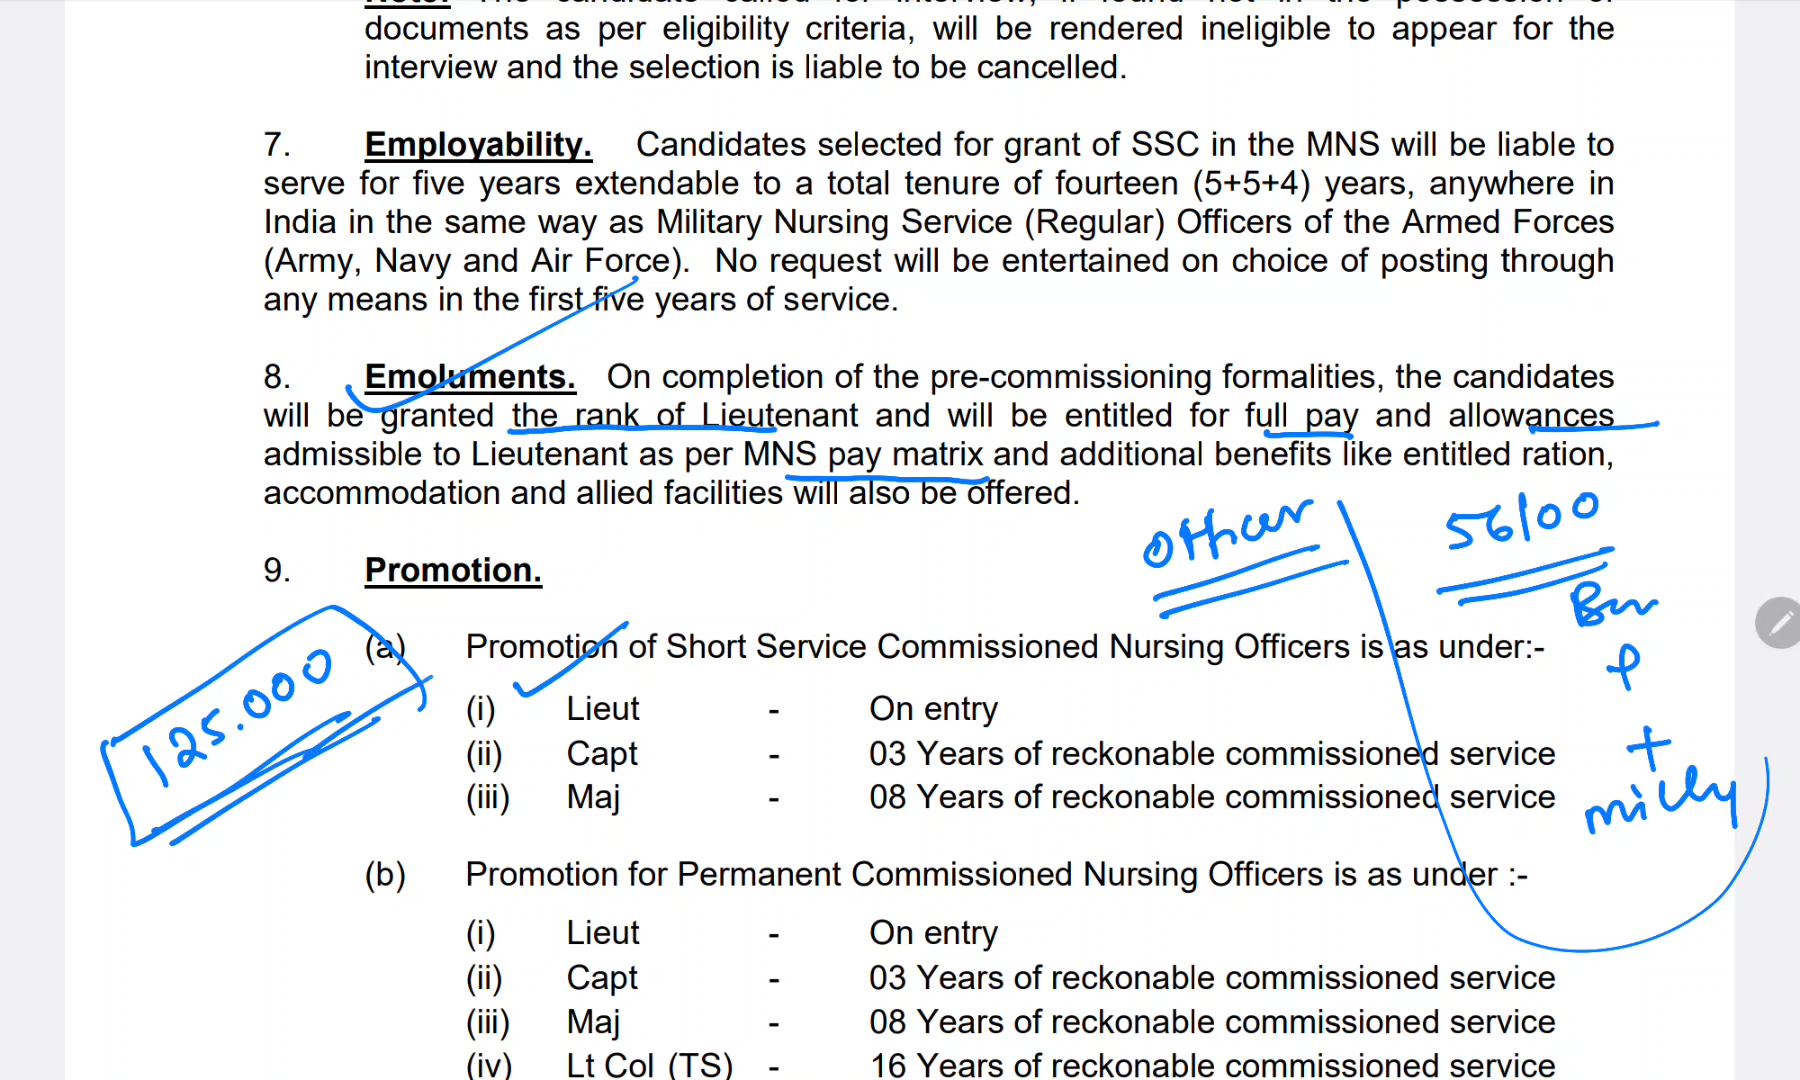 documents as per eligibility criteria, will be rendered ineligible to appear for the
interview and the selection is liable to be cancelled.
7. Employability. Candidates selected for grant of SSC in the MNS will be liable to
serve for five years extendable to a total tenure of fourteen (5+5+4) years, anywhere in
India in the same way as Military Nursing Service (Regular) Officers of the Armed Forces
(Army, Navy and Air Force). No request will be entertained on choice of posting through
any means in the first five years of service.
8. Emoluments. On completion of the pre-commissioning formalities, the candidates
will be granted the rank of Lieutenant and will be entitled for full pay and allowances
admissible to Lieutenant as per MNS pay matrix and additional benefits like entitled ration,
accommodation and allied facilities will also be offered.
officer
56100
9. Promotion.
125.000
(a) Promotion of Short Service Commissioned Nursing Officers is as under:-
P
(i) Lieut - On entry
(ii) Capt - 03 Years of reckonable commissioned service
+
(iii) Maj - 08 Years of reckonable commissioned service
(b) Promotion for Permanent Commissioned Nursing Officers is as under :-
(i) Lieut - On entry
(ii) Capt - 03 Years of reckonable commissioned service
(iii) Maj - 08 Years of reckonable commissioned service
(iv) Lt Col (TS) - 16 Years of reckonable commissioned service